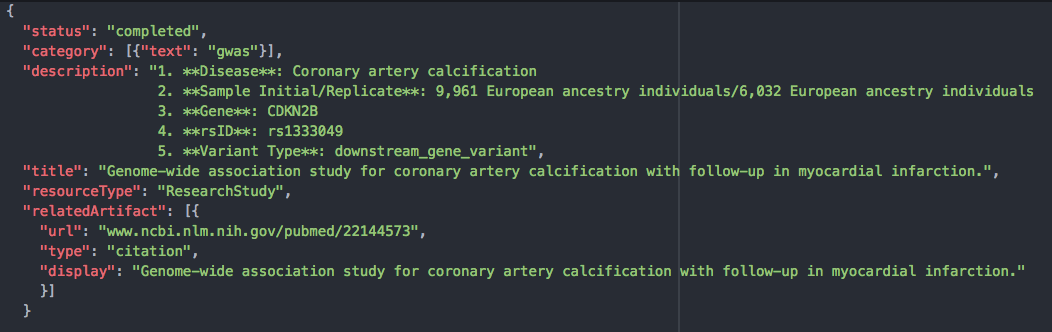 {
"status": "completed",
"category": [{"text": "gwas"}],
"description": "1. **Disease**: Coronary artery calcification
2. **Sample Initial/Replicate**: 9,961 European ancestry individuals/6,032 European ancestry individuals
3. **Gene**: CDKN2B
4. **rsID**: rs1333049
5. **Variant Type**: downstream_gene_variant",
"title": "Genome-wide association study for coronary artery calcification with follow-up in myocardial infarction.",
"resourceType": "ResearchStudy",
"relatedArtifact": [{
"url": "www.ncbi.nlm.nih.gov/pubmed/22144573",
"type": "citation",
"display": "Genome-wide association study for coronary artery calcification with follow-up in myocardial infarction."
}]
}